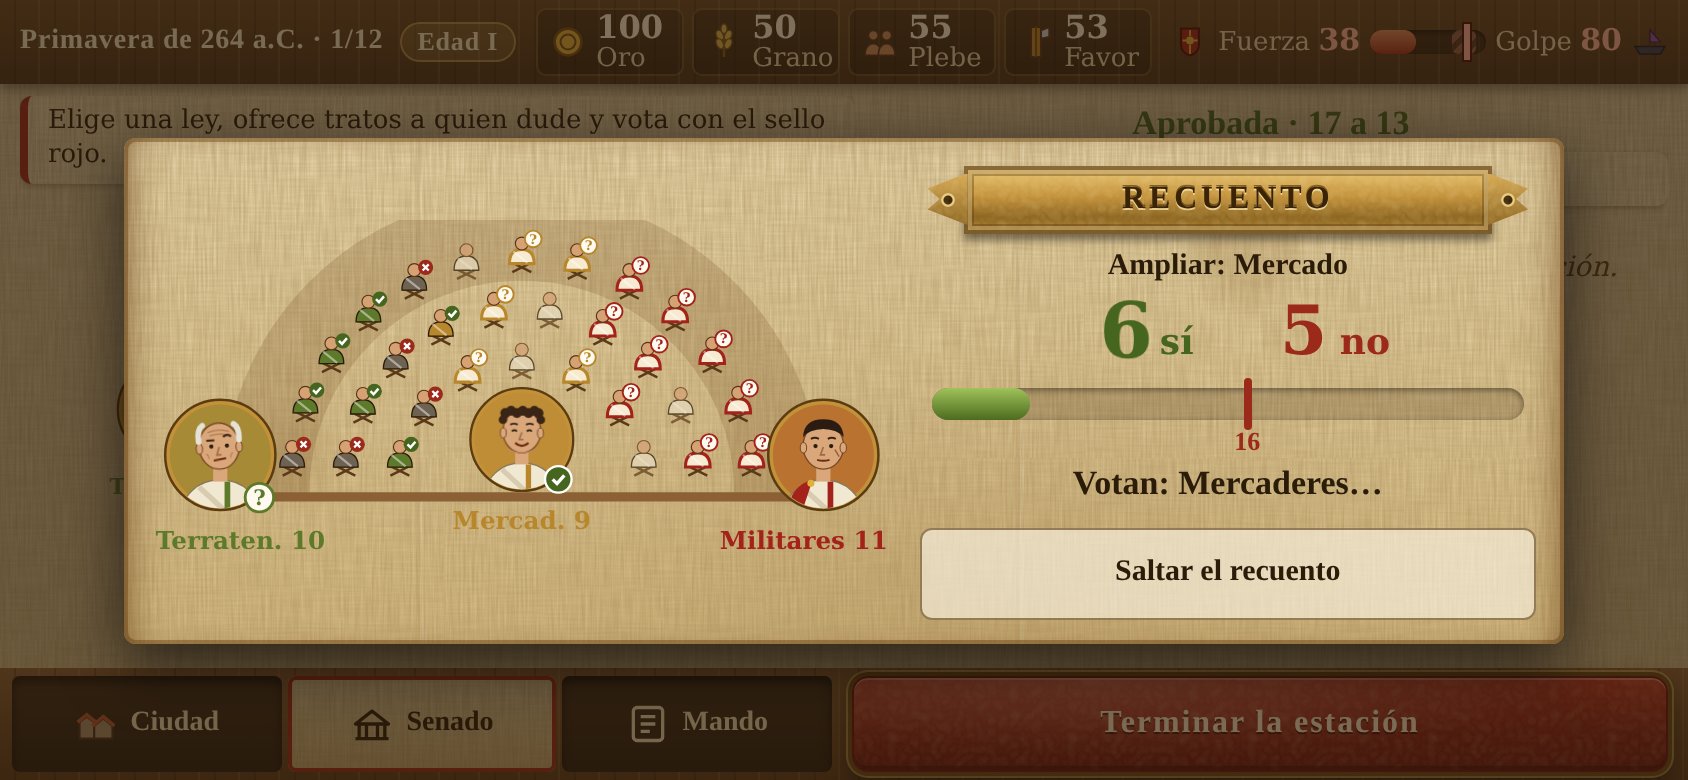 Primavera de 264 a.C. · 1/12
Edad I
100
Oro
50
Grano
55
Plebe
53
Favor
Fuerza 38
Golpe 80
Elige una ley, ofrece tratos a quien dude y vota con el sello
rojo.
Aprobada · 17 a 13
RECUENTO
Ampliar: Mercado
6 sí
5 no
16
Votan: Mercaderes…
Saltar el recuento
Terraten. 10
Mercad. 9
Militares 11
ión.
T
Ciudad
Senado
Mando
Terminar la estación